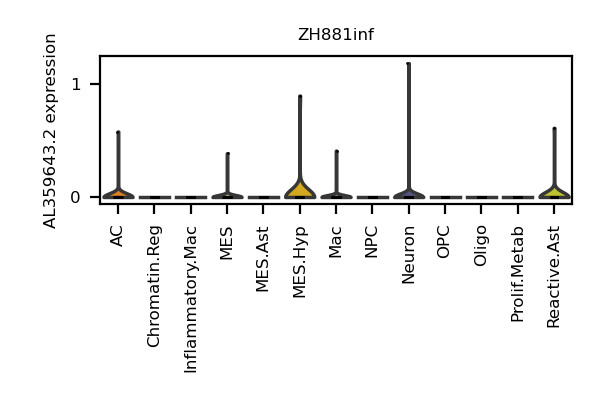 ZH881inf
AL359643.2 expression
1
0
AC
Chromatin.Reg
Inflammatory.Mac
MES
MES.Ast
MES.Hyp
Mac
NPC
Neuron
OPC
Oligo
Prolif.Metab
Reactive.Ast